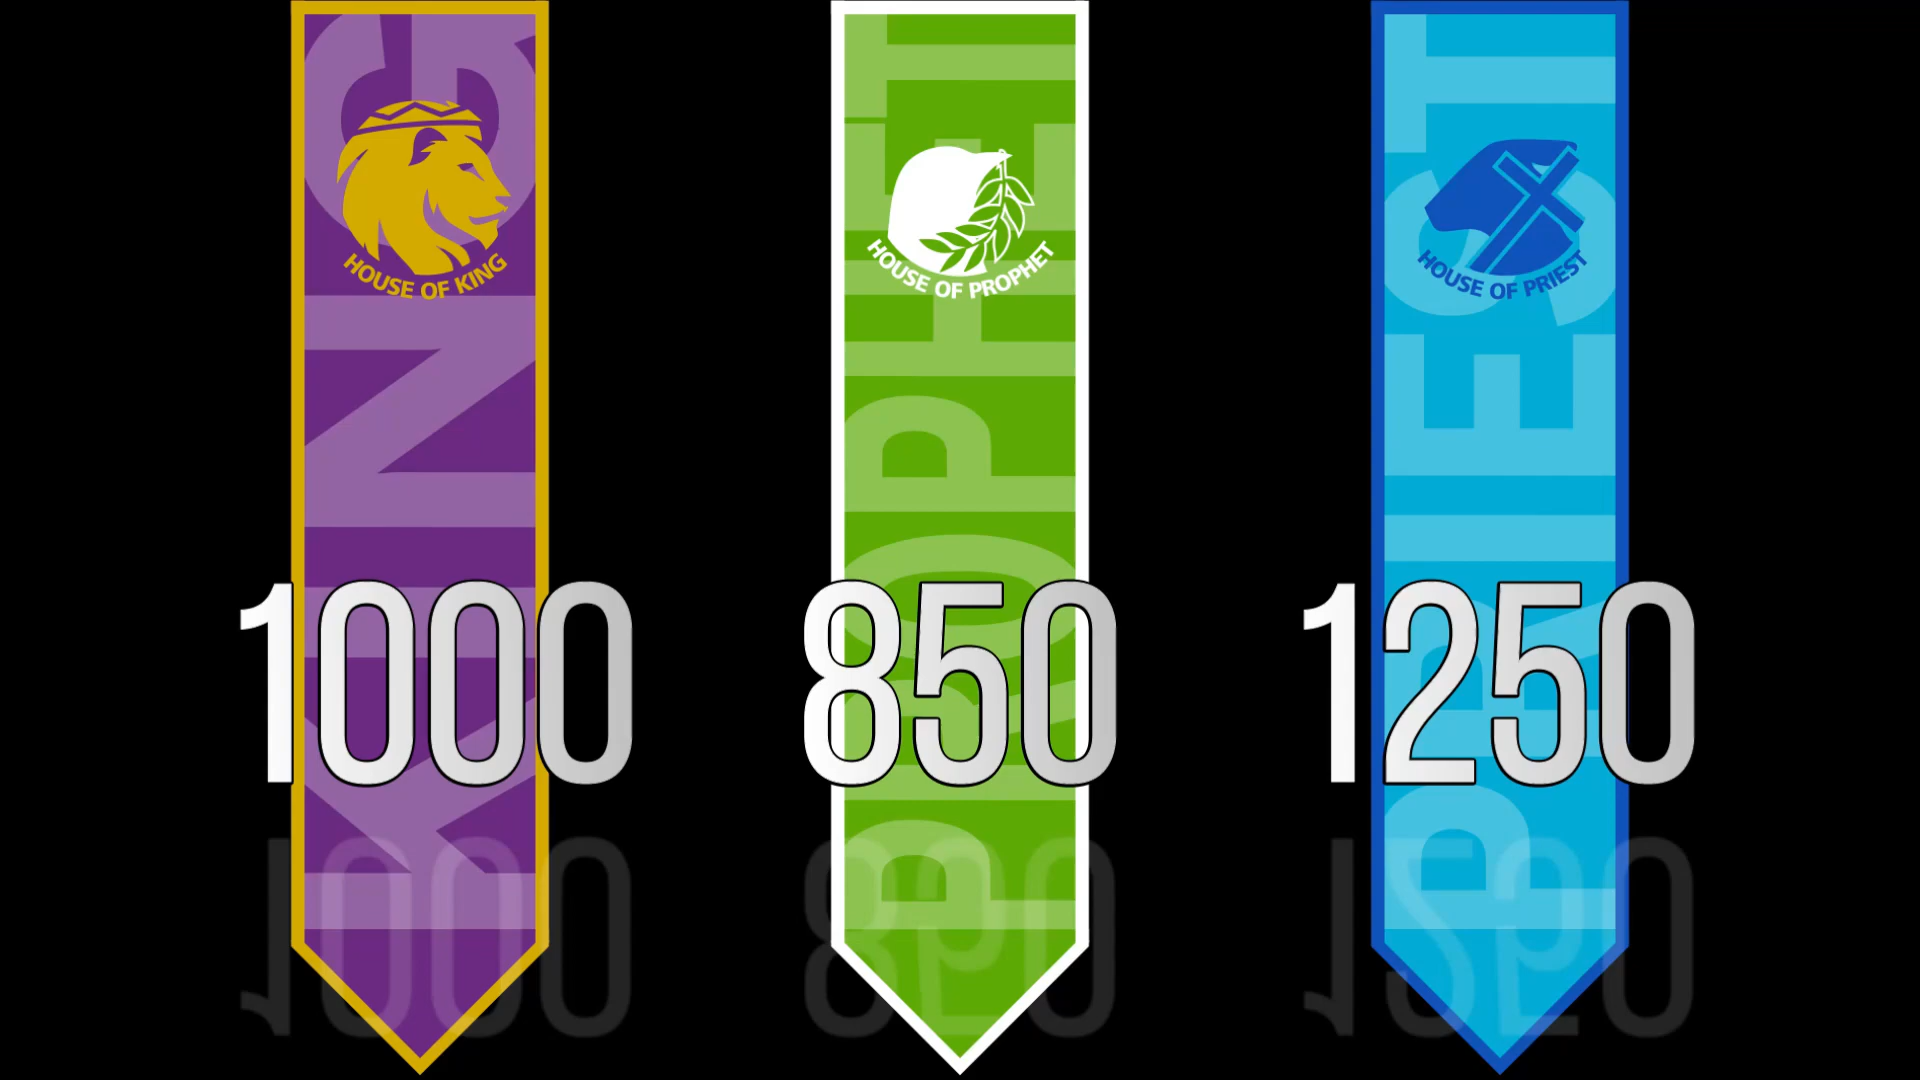 KING
HOUSE OF KING
1000
PROPHET
HOUSE OF PROPHET
850
PRIEST
HOUSE OF PRIEST
1250